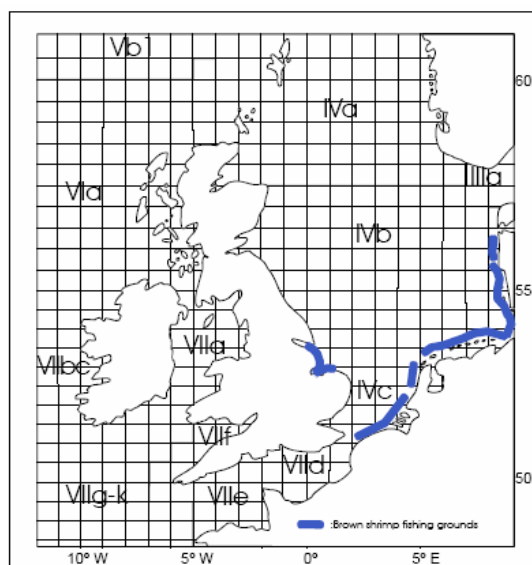 Vb1
60
IVa
IIIa
VIa
IVb
55
VIIa
VIIbc
IVc
VIIf
VIId
50
VIIg-k
VIIe
:Brown shrimp fishing grounds
10° W
5° W
0°
5° E